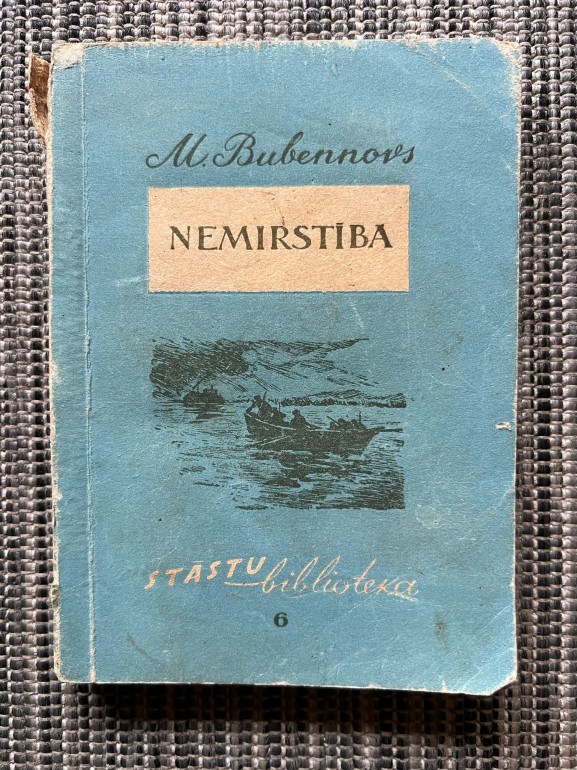 M. Bubennovs
NEMIRSTĪBA
STĀSTU bibliotēka
6